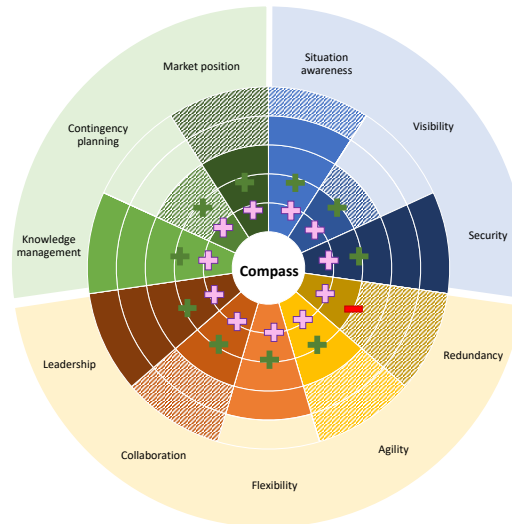 Market position
Situation
awareness
Contingency
planning
Visibility
Knowledge
management
Security
Compass
Leadership
Redundancy
Collaboration
Agility
Flexibility